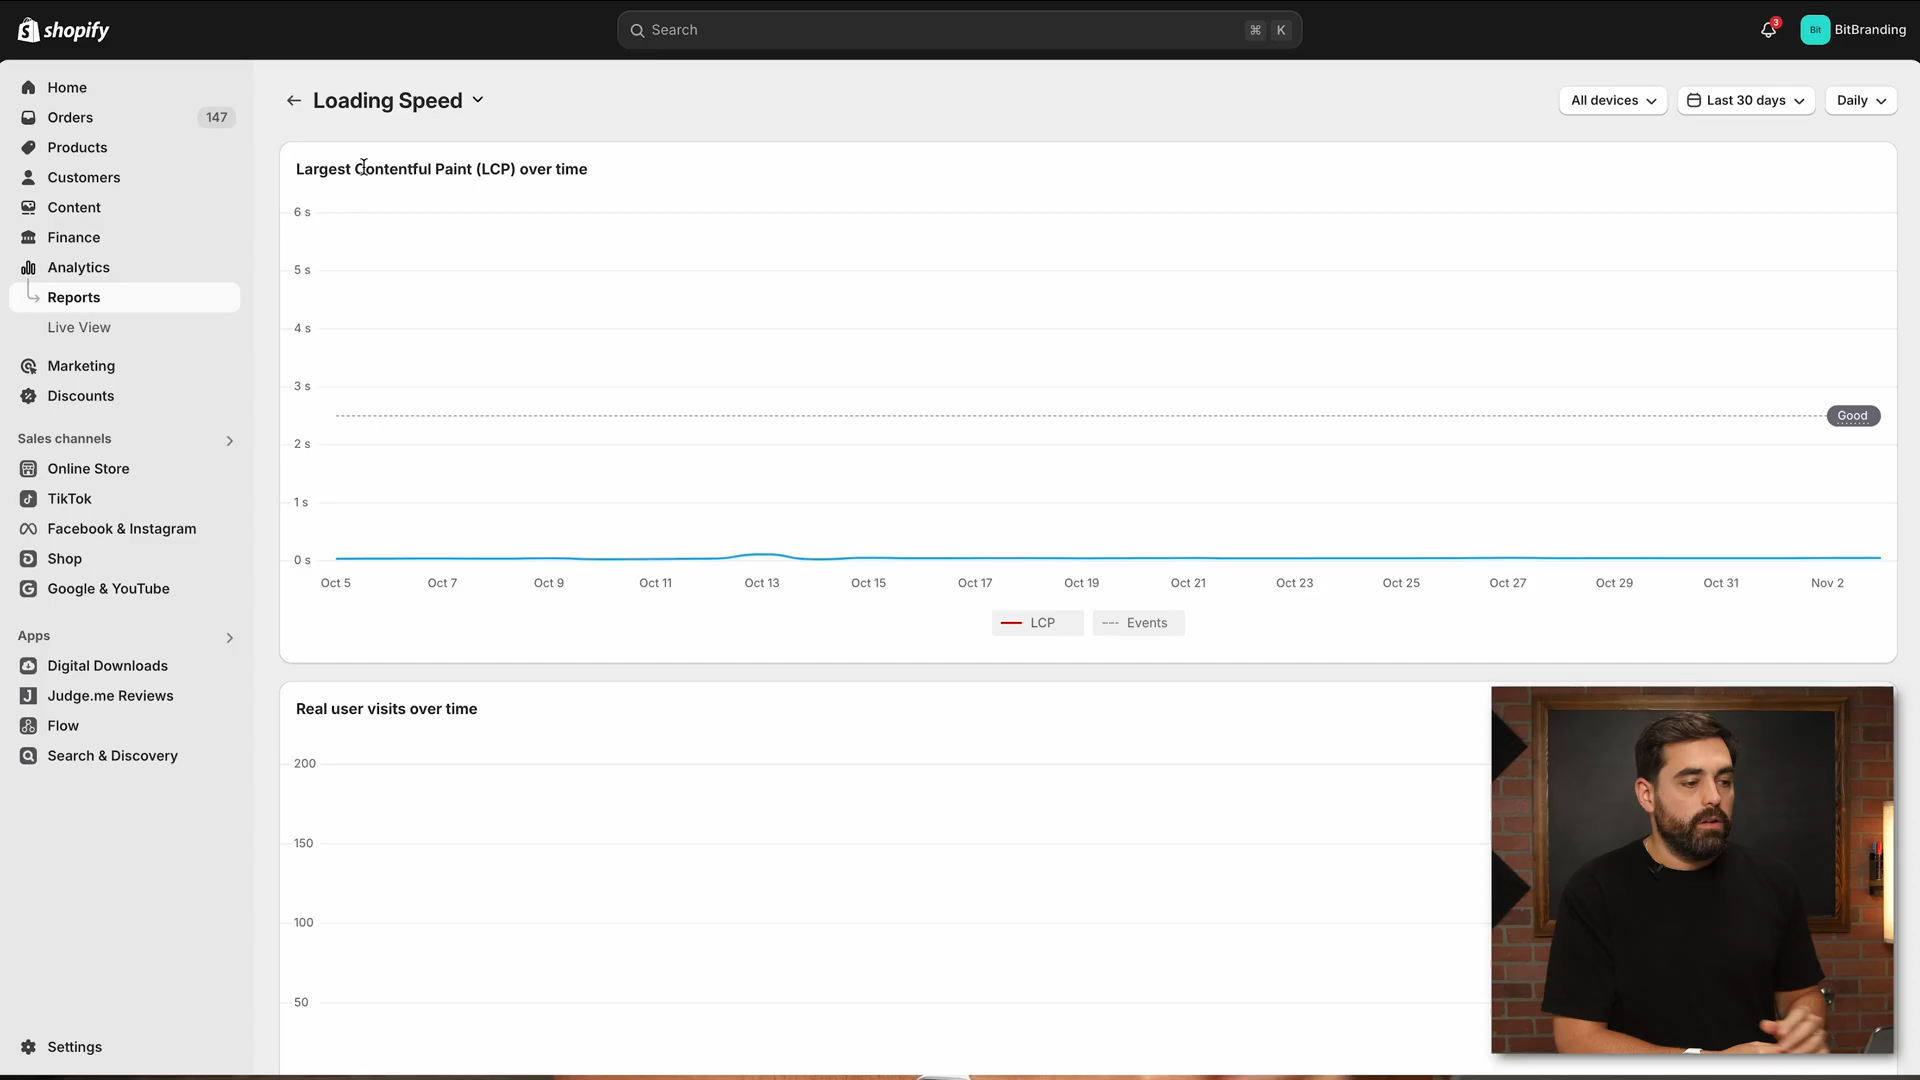 shopify
Search
⌘ K
3
Bit
BitBranding
Home
Orders 147
Products
Customers
Content
Finance
Analytics
Reports
Live View
Marketing
Discounts
Sales channels
Online Store
TikTok
Facebook & Instagram
Shop
Google & YouTube
Apps
Digital Downloads
Judge.me Reviews
Flow
Search & Discovery
Settings
Loading Speed
All devices
Last 30 days
Daily
Largest Contentful Paint (LCP) over time
6 s
5 s
4 s
3 s
Good
2 s
1 s
0 s
Oct 5 Oct 7 Oct 9 Oct 11 Oct 13 Oct 15 Oct 17 Oct 19 Oct 21 Oct 23 Oct 25 Oct 27 Oct 29 Oct 31 Nov 2
LCP Events
Real user visits over time
200
150
100
50